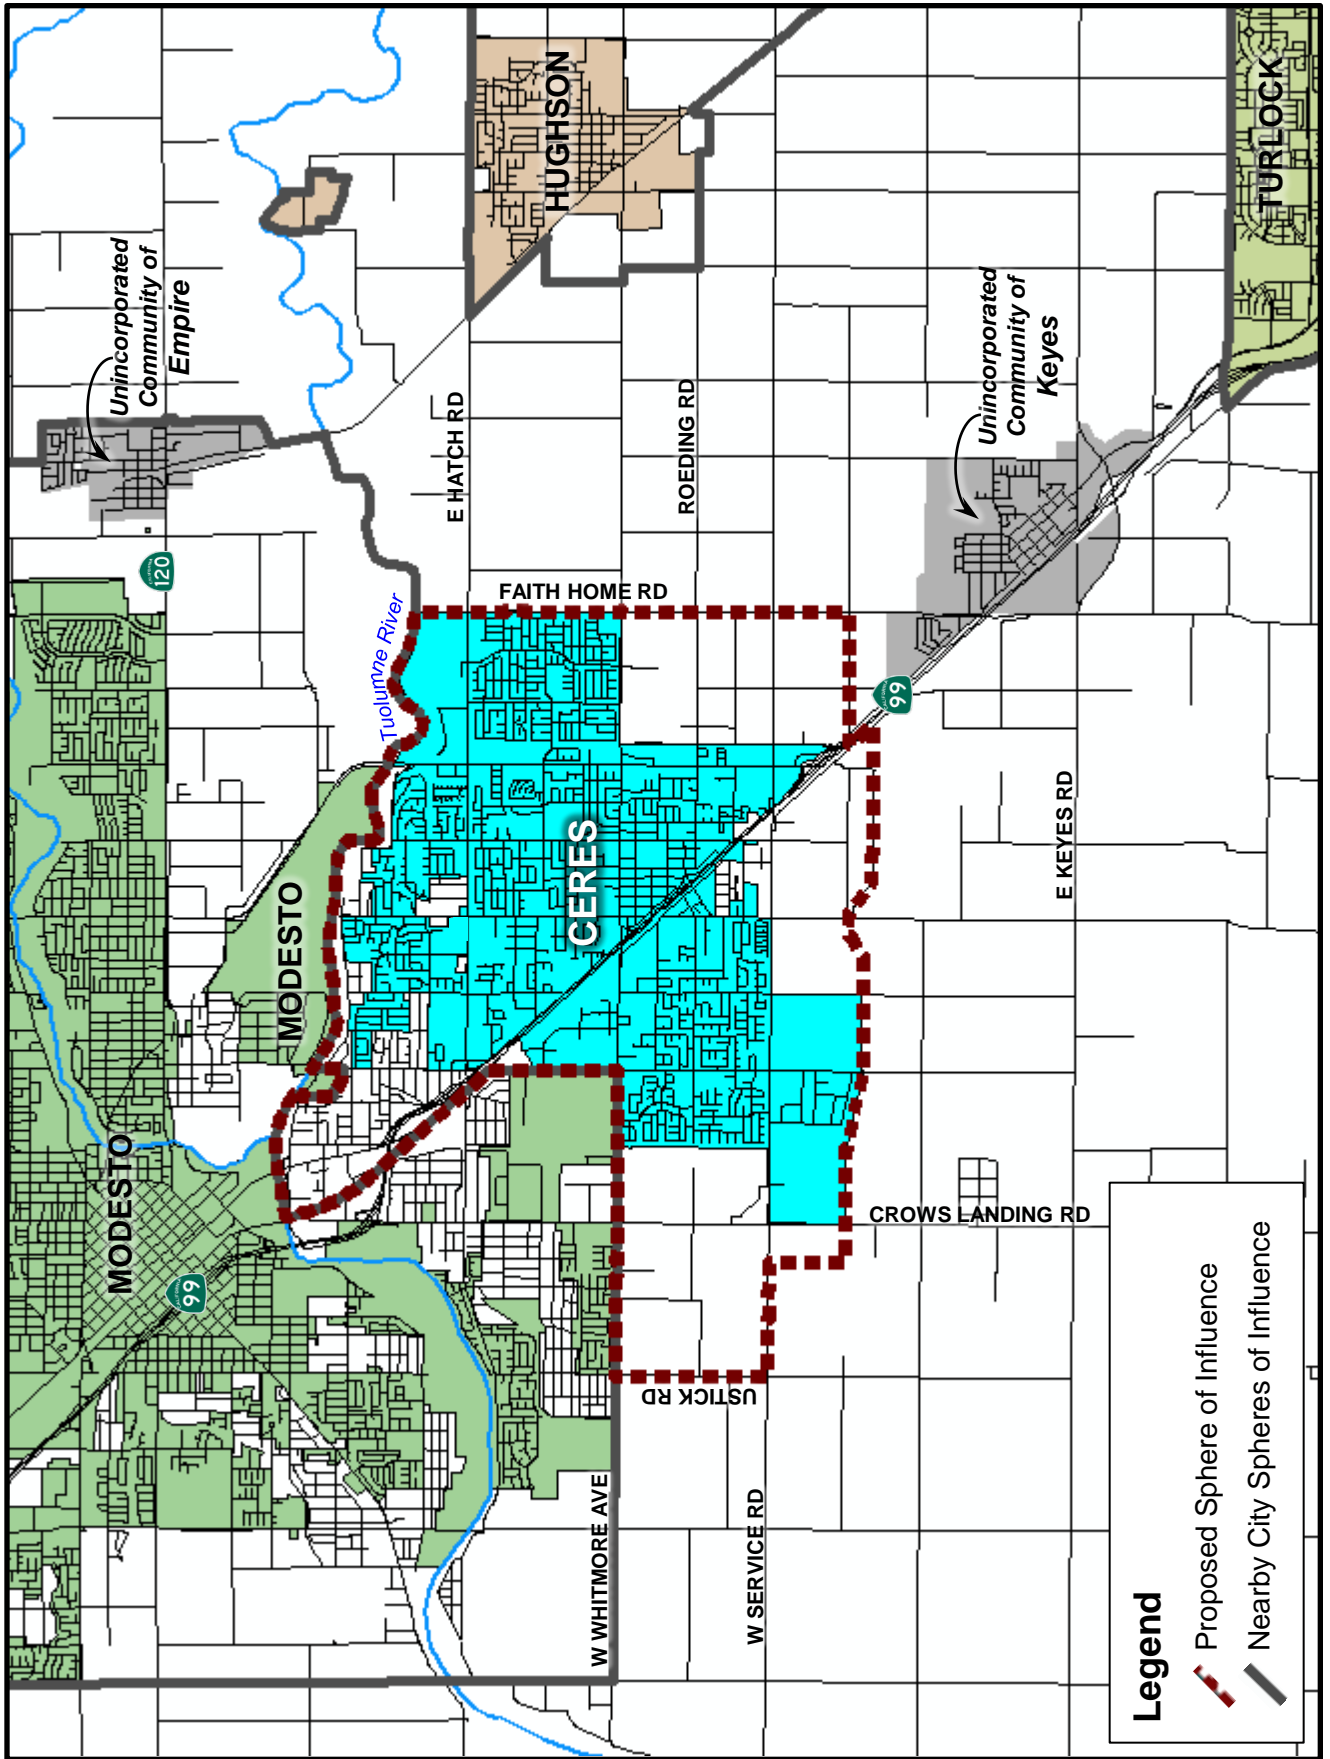 MODESTO
99
MODESTO
120
Unincorporated
Community of
Empire
Tuolumne River
HUGHSON
E HATCH RD
FAITH HOME RD
ROEDING RD
CERES
Unincorporated
Community of
Keyes
99
TURLOCK
W WHITMORE AVE
USTICK RD
W SERVICE RD
CROWS LANDING RD
E KEYES RD
Legend
Proposed Sphere of Influence
Nearby City Spheres of Influence